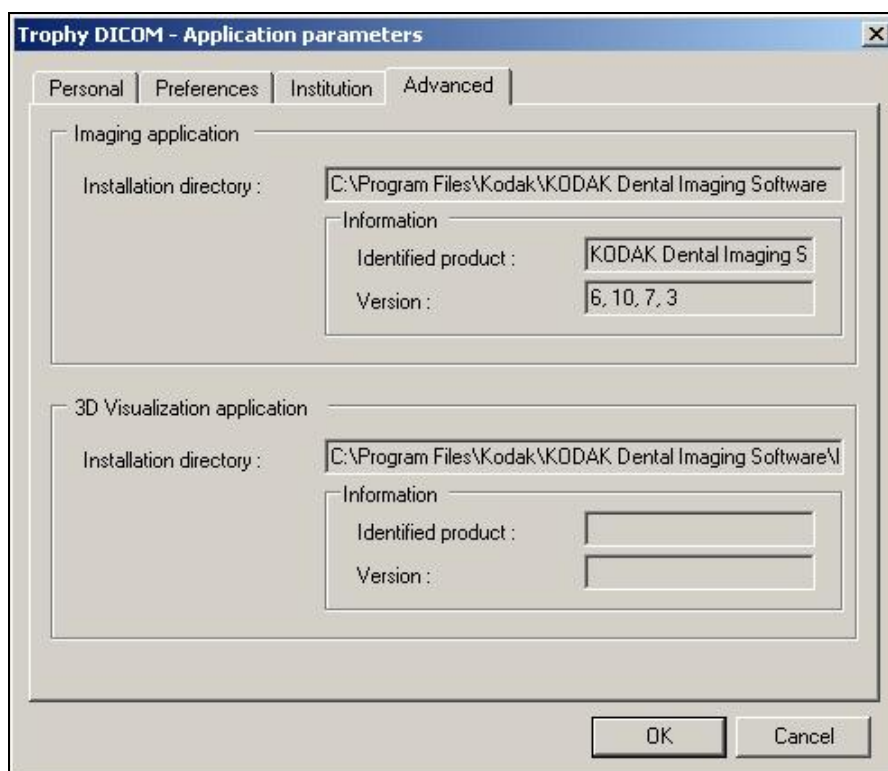 Trophy DICOM - Application parameters
Personal Preferences Institution Advanced
Imaging application
Installation directory : C:\Program Files\Kodak\KODAK Dental Imaging Software
Information
Identified product : KODAK Dental Imaging S
Version : 6, 10, 7, 3
3D Visualization application
Installation directory : C:\Program Files\Kodak\KODAK Dental Imaging Software\I
Information
Identified product :
Version :
OK Cancel